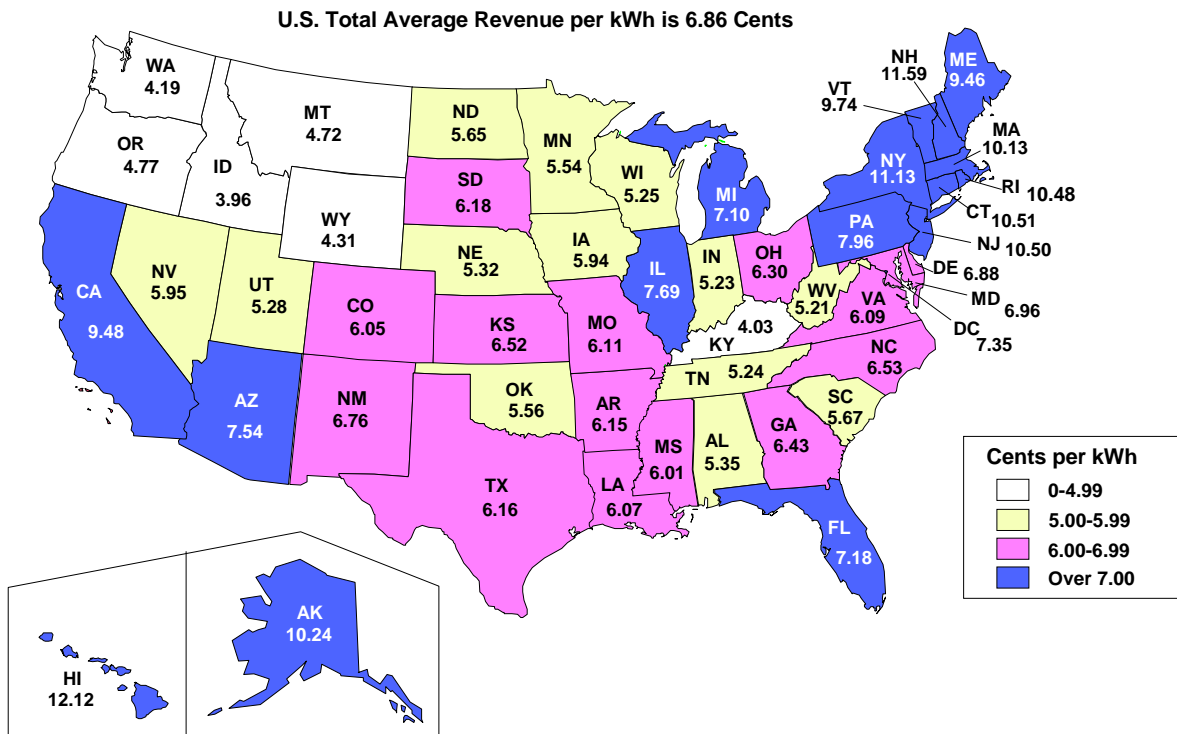 U.S. Total Average Revenue per kWh is 6.86 Cents
WA
4.19
OR
4.77
ID
3.96
MT
4.72
WY
4.31
CA
9.48
NV
5.95
UT
5.28
AZ
7.54
CO
6.05
NM
6.76
ND
5.65
SD
6.18
NE
5.32
KS
6.52
OK
5.56
TX
6.16
MN
5.54
IA
5.94
MO
6.11
AR
6.15
LA
6.07
WI
5.25
IL
7.69
MI
7.10
IN
5.23
OH
6.30
4.03
KY
TN 5.24
MS
6.01
AL
5.35
GA
6.43
FL
7.18
SC
5.67
NC
6.53
VA
6.09
WV
5.21
PA
7.96
NY
11.13
VT
9.74
NH
11.59
ME
9.46
MA
10.13
RI 10.48
CT 10.51
NJ 10.50
DE 6.88
MD
6.96
DC
7.35
HI
12.12
AK
10.24
Cents per kWh
0-4.99
5.00-5.99
6.00-6.99
Over 7.00